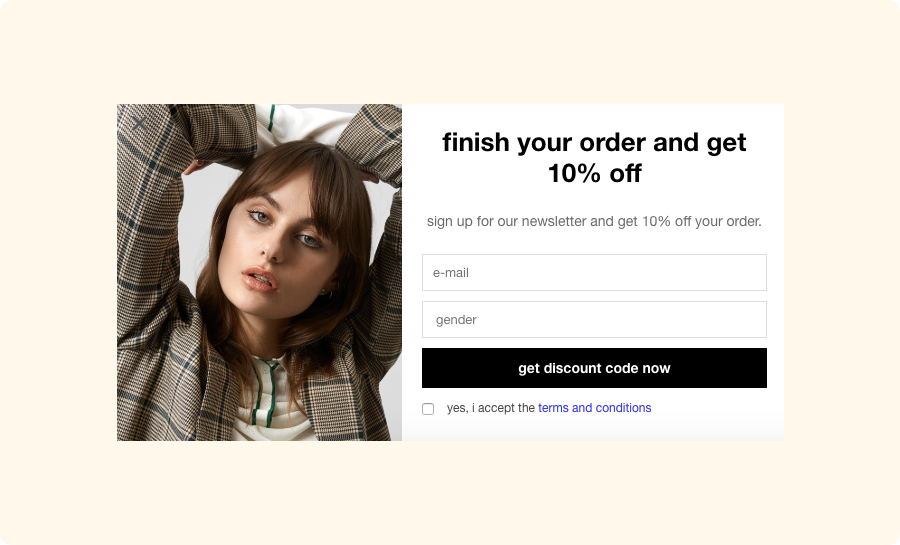 finish your order and get
10% off
sign up for our newsletter and get 10% off your order.
e-mail
gender
get discount code now
yes, i accept the terms and conditions